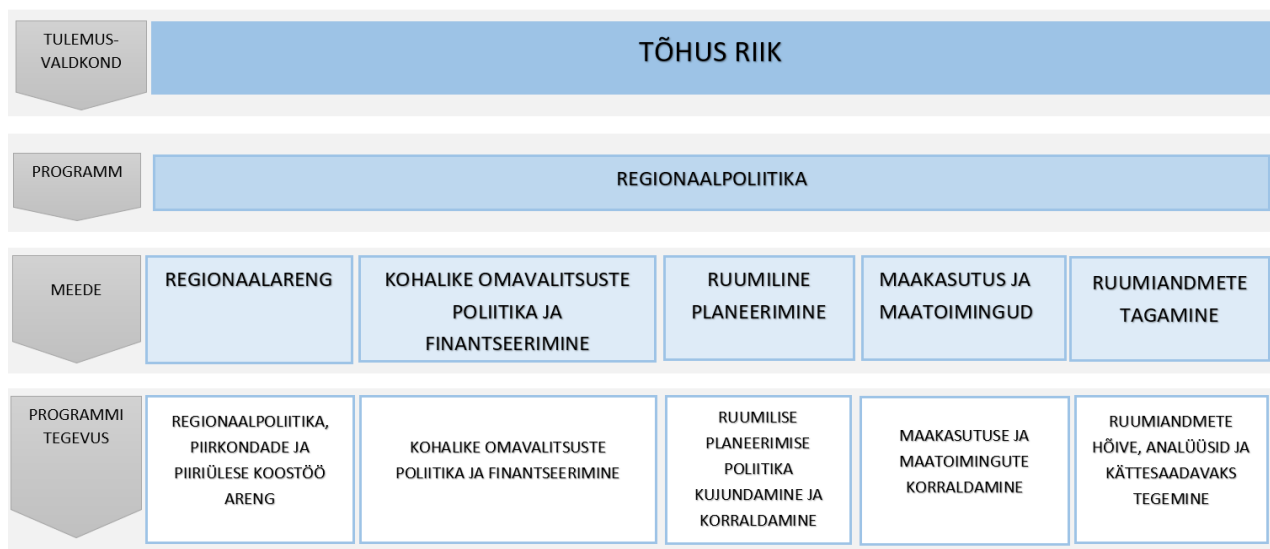 TULEMUS-
VALDKOND
TÕHUS RIIK
PROGRAMM
REGIONAALPOLIITIKA
MEEDE
REGIONAALARENG
KOHALIKE OMAVALITSUSTE
POLIITIKA JA
FINANTSEERIMINE
RUUMILINE
PLANEERIMINE
MAAKASUTUS JA
MAATOIMINGUD
RUUMIANDMETE
TAGAMINE
PROGRAMMI
TEGEVUS
REGIONAALPOLIITIKA,
PIIRKONDADE JA
PIIRIÜLESE KOOSTÖÖ
ARENG
KOHALIKE OMAVALITSUSTE
POLIITIKA JA FINANTSEERIMINE
RUUMILISE
PLANEERIMISE
POLIITIKA
KUJUNDAMINE JA
KORRALDAMINE
MAAKASUTUSE JA
MAATOIMINGUTE
KORRALDAMINE
RUUMIANDMETE
HÕIVE, ANALÜÜSID JA
KÄTTESAADAVAKS
TEGEMINE